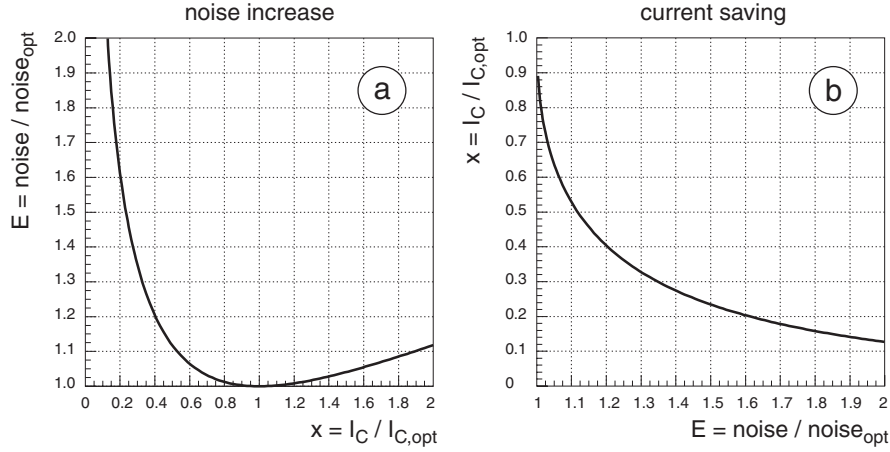 noise increase
a
E = noise / noise_opt
2.0
1.9
1.8
1.7
1.6
1.5
1.4
1.3
1.2
1.1
1.0
0 0.2 0.4 0.6 0.8 1 1.2 1.4 1.6 1.8 2
x = I_C / I_C,opt
current saving
b
x = I_C / I_C,opt
1.0
0.9
0.8
0.7
0.6
0.5
0.4
0.3
0.2
0.1
0
1 1.1 1.2 1.3 1.4 1.5 1.6 1.7 1.8 1.9 2
E = noise / noise_opt